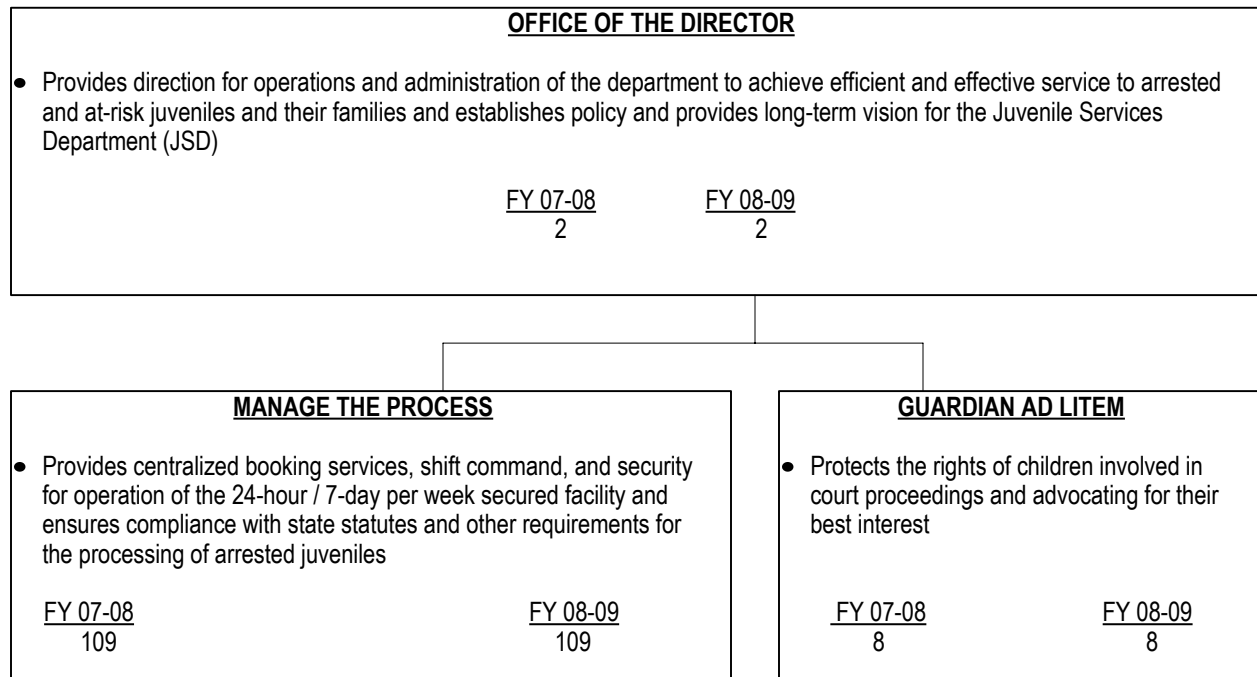 OFFICE OF THE DIRECTOR
• Provides direction for operations and administration of the department to achieve efficient and effective service to arrested
and at-risk juveniles and their families and establishes policy and provides long-term vision for the Juvenile Services
Department (JSD)
FY 07-08 FY 08-09
2 2
MANAGE THE PROCESS
• Provides centralized booking services, shift command, and security
for operation of the 24-hour / 7-day per week secured facility and
ensures compliance with state statutes and other requirements for
the processing of arrested juveniles
FY 07-08 FY 08-09
109 109
GUARDIAN AD LITEM
• Protects the rights of children involved in
court proceedings and advocating for their
best interest
FY 07-08 FY 08-09
8 8